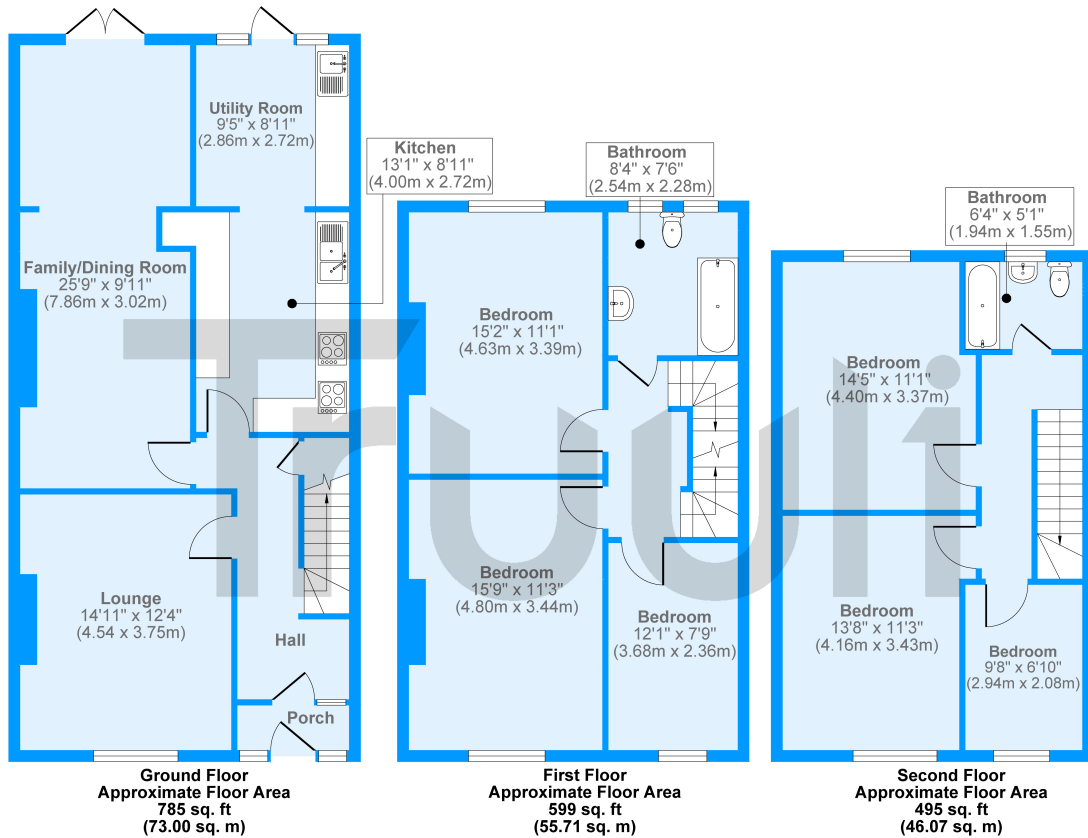 Utility Room
9'5" x 8'11"
(2.86m x 2.72m)
Kitchen
13'1" x 8'11"
(4.00m x 2.72m)
Family/Dining Room
25'9" x 9'11"
(7.86m x 3.02m)
Lounge
14'11" x 12'4"
(4.54 x 3.75m)
Hall
Porch
Ground Floor
Approximate Floor Area
785 sq. ft
(73.00 sq. m)
Bathroom
8'4" x 7'6"
(2.54m x 2.28m)
Bedroom
15'2" x 11'1"
(4.63m x 3.39m)
Bedroom
15'9" x 11'3"
(4.80m x 3.44m)
Bedroom
12'1" x 7'9"
(3.68m x 2.36m)
First Floor
Approximate Floor Area
599 sq. ft
(55.71 sq. m)
Bathroom
6'4" x 5'1"
(1.94m x 1.55m)
Bedroom
14'5" x 11'1"
(4.40m x 3.37m)
Bedroom
13'8" x 11'3"
(4.16m x 3.43m)
Bedroom
9'8" x 6'10"
(2.94m x 2.08m)
Second Floor
Approximate Floor Area
495 sq. ft
(46.07 sq. m)
Truuli